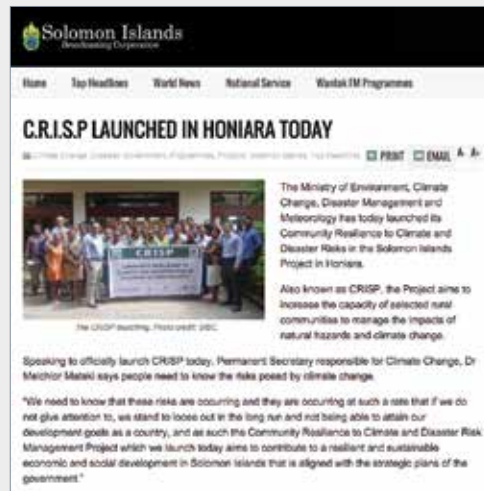 Solomon Islands
Broadcasting Corporation
Home Top Headlines World News National Service Wantok FM Programmes
C.R.I.S.P LAUNCHED IN HONIARA TODAY
PRINT EMAIL A- A+
The Ministry of Environment, Climate
Change, Disaster Management and
Meteorology has today launched its
Community Resilience to Climate and
Disaster Risks in the Solomon Islands
Project in Honiara.
CRISP
The CRISP launching. Photo credit: SIBC.
Also known as CRISP, the Project aims to
increase the capacity of selected rural
communities to manage the impacts of
natural hazards and climate change.
Speaking to officially launch CRISP today, Permanent Secretary responsible for Climate Change, Dr
Melchior Mataki says people need to know the risks posed by climate change.
"We need to know that these risks are occurring and they are occurring at such a rate that if we do
not give attention to, we stand to loose out in the long run and not being able to attain our
development goals as a country, and as such the Community Resilience to Climate and Disaster Risk
Management Project which we launch today aims to contribute to a resilient and sustainable
economic and social development in Solomon Islands that is aligned with the strategic plans of the
government."